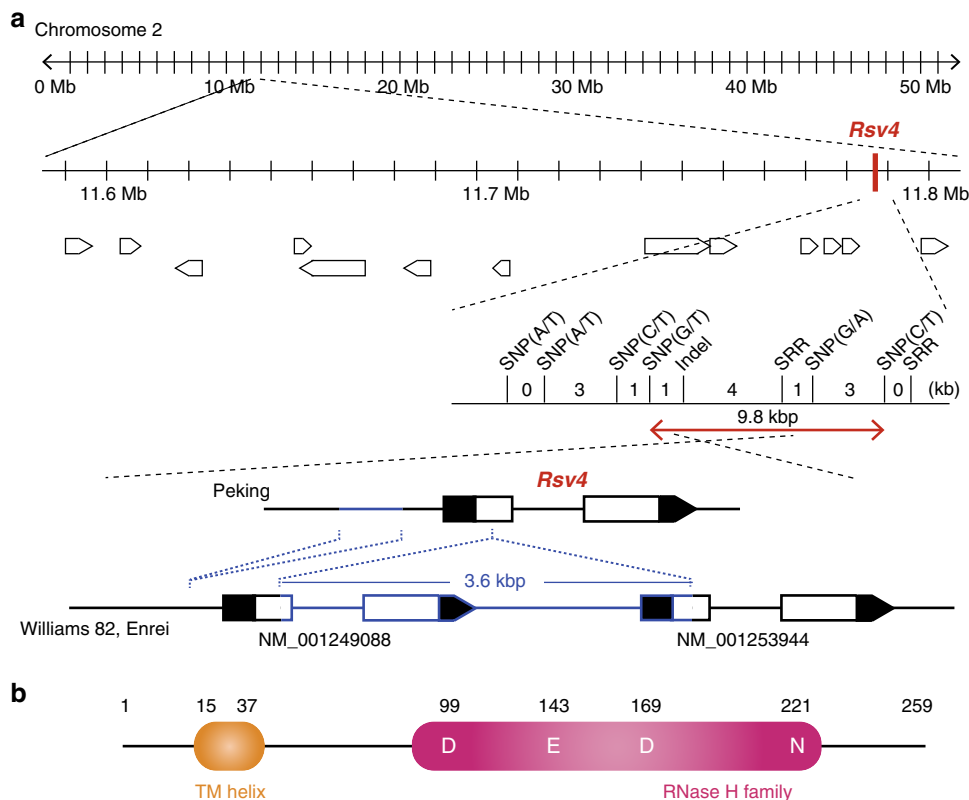 a
Chromosome 2
0 Mb 10 Mb 20 Mb 30 Mb 40 Mb 50 Mb
Rsv4
11.6 Mb 11.7 Mb 11.8 Mb
SNP(A/T) SNP(A/T) SNP(C/T) SNP(G/T) Indel SRR SNP(G/A) SNP(C/T) SRR
0 3 1 1 4 1 3 0 (kb)
9.8 kbp
Rsv4
Peking
3.6 kbp
Williams 82, Enrei
NM_001249088 NM_001253944
b
1 15 37 99 143 169 221 259
D E D N
TM helix RNase H family